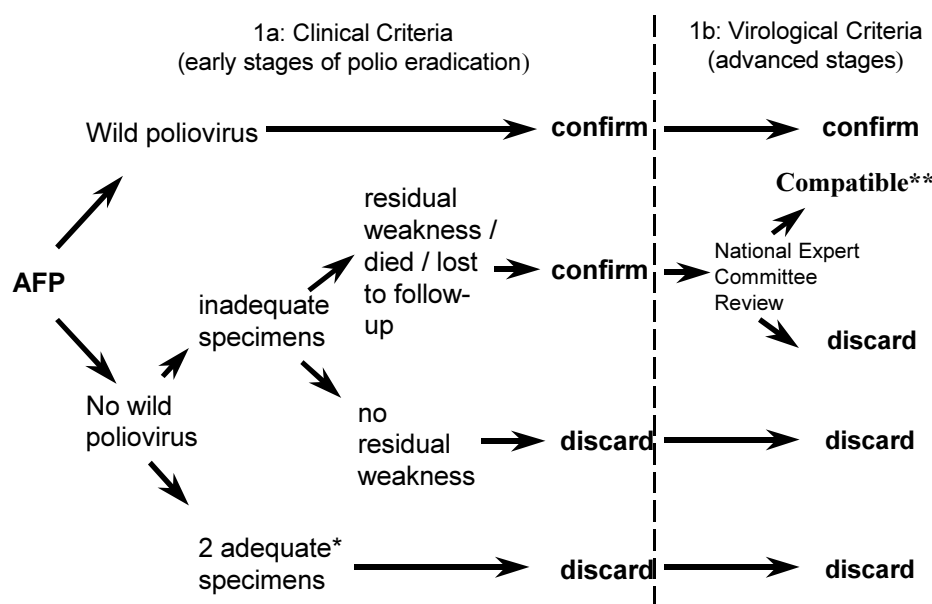 1a: Clinical Criteria
(early stages of polio eradication)
1b: Virological Criteria
(advanced stages)
Wild poliovirus
confirm
confirm
Compatible**
residual
weakness /
died / lost
to follow-
up
confirm
National Expert
Committee
Review
AFP
inadequate
specimens
discard
No wild
poliovirus
no
residual
weakness
discard
discard
2 adequate*
specimens
discard
discard